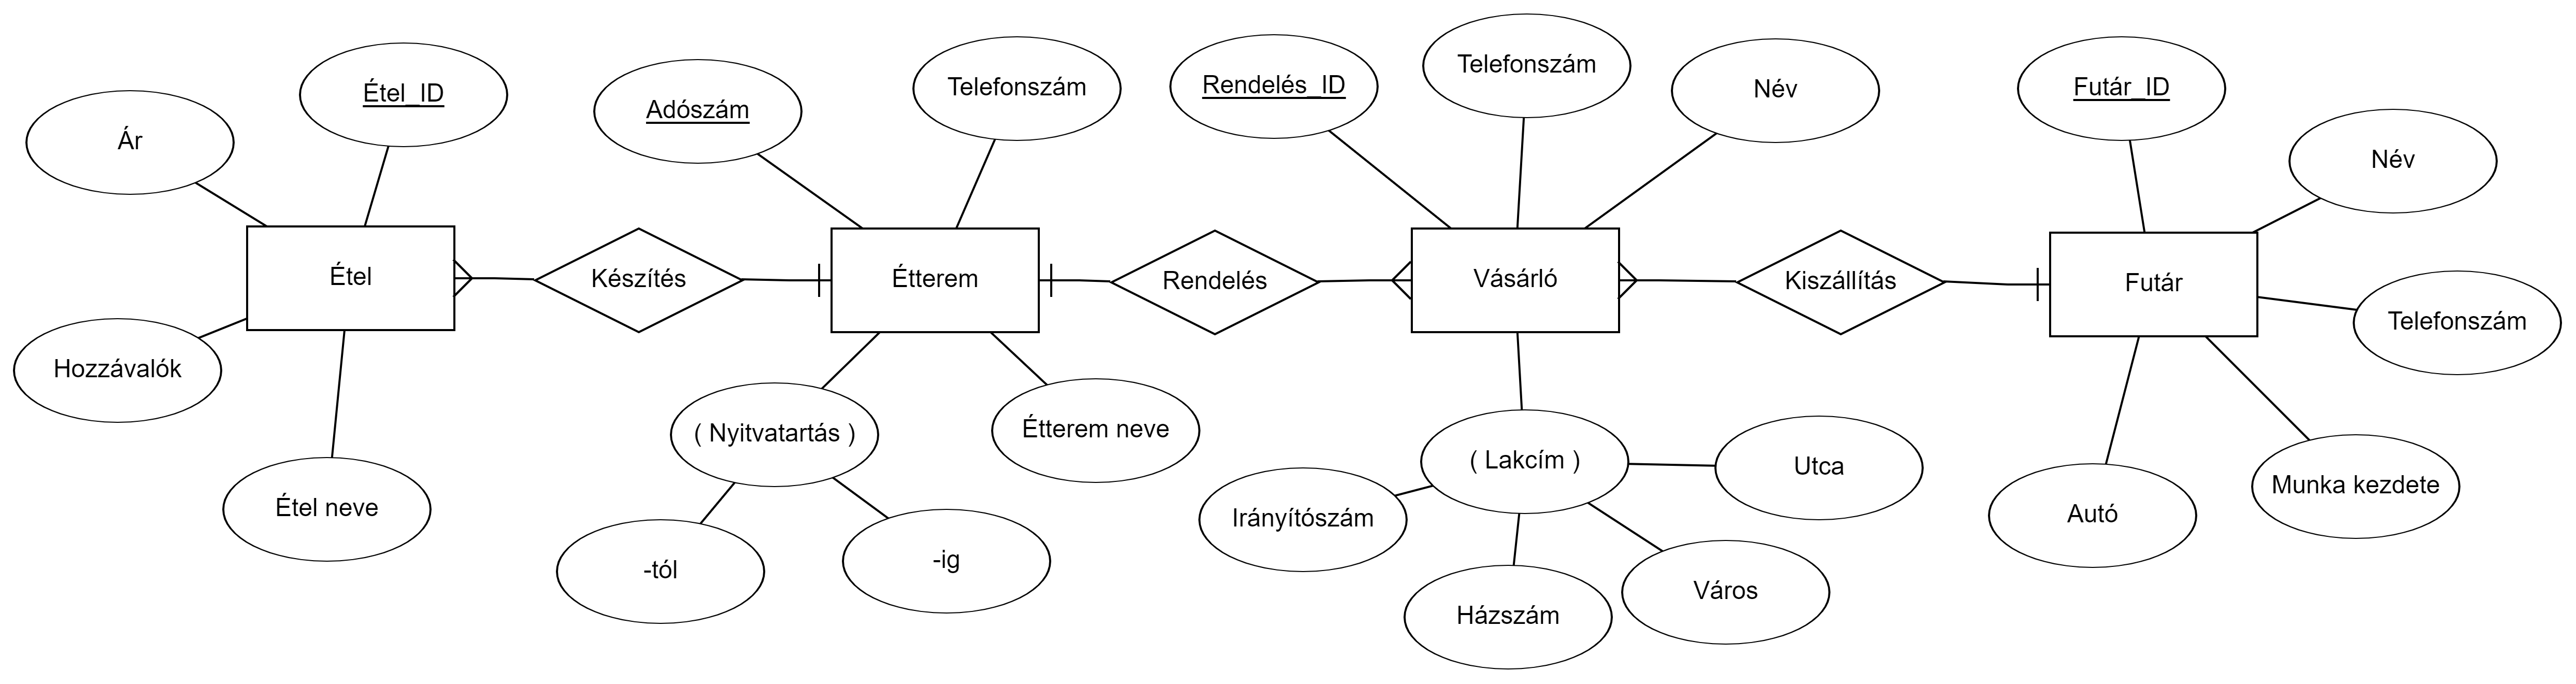 Ár
Étel_ID
Adószám
Telefonszám
Rendelés_ID
Telefonszám
Név
Futár_ID
Név
Étel
Készítés
Étterem
Rendelés
Vásárló
Kiszállítás
Futár
Telefonszám
Hozzávalók
Étel neve
( Nyitvatartás )
Étterem neve
-tól
-ig
( Lakcím )
Utca
Irányítószám
Házszám
Város
Autó
Munka kezdete